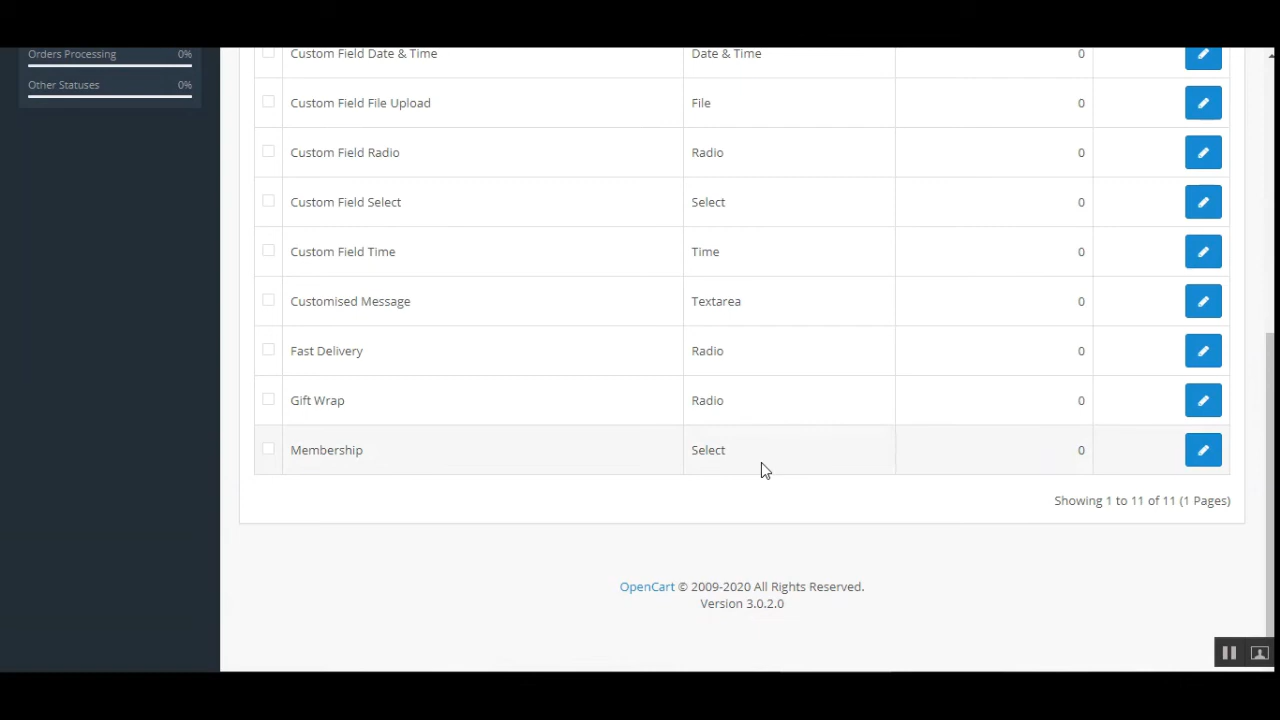 Orders Processing 0%
Other Statuses 0%
Custom Field Date & Time Date & Time 0
Custom Field File Upload File 0
Custom Field Radio Radio 0
Custom Field Select Select 0
Custom Field Time Time 0
Customised Message Textarea 0
Fast Delivery Radio 0
Gift Wrap Radio 0
Membership Select 0
Showing 1 to 11 of 11 (1 Pages)
OpenCart © 2009-2020 All Rights Reserved.
Version 3.0.2.0